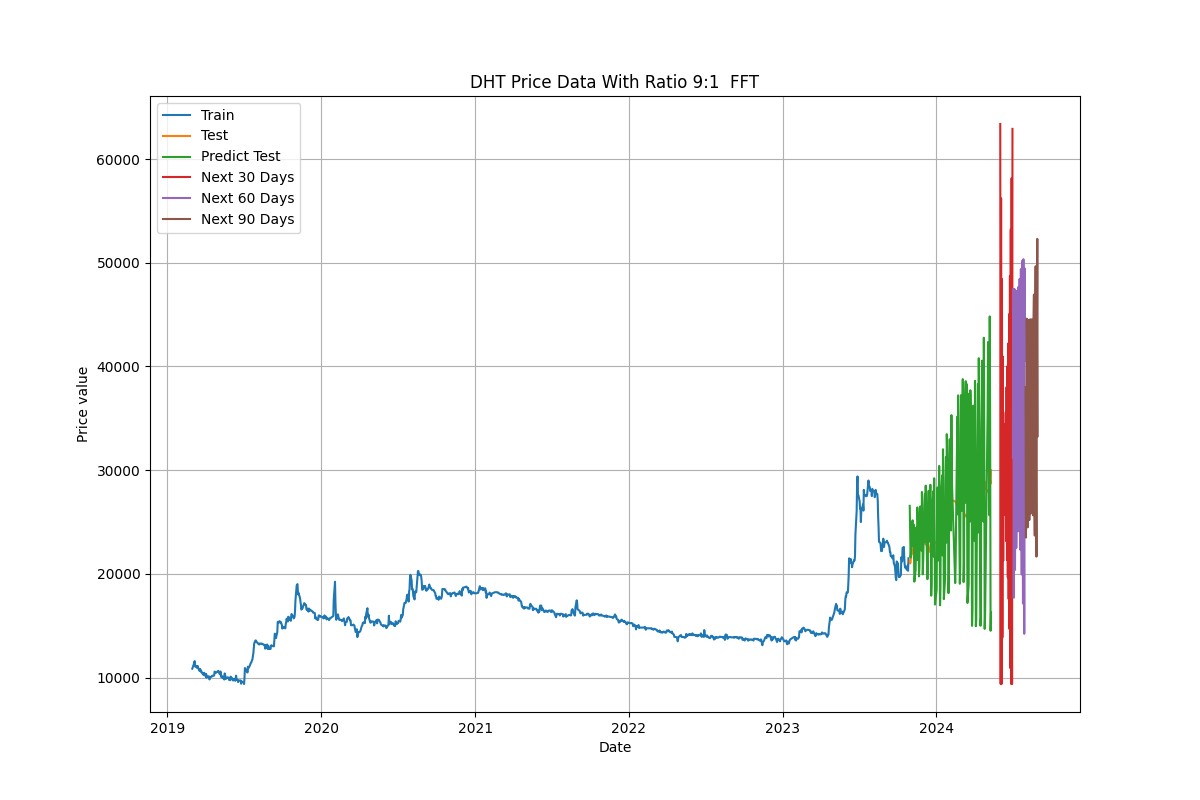 DHT Price Data With Ratio 9:1  FFT
Train
Test
Predict Test
Next 30 Days
Next 60 Days
Next 90 Days
60000
50000
40000
30000
20000
10000
Price value
2019 2020 2021 2022 2023 2024
Date